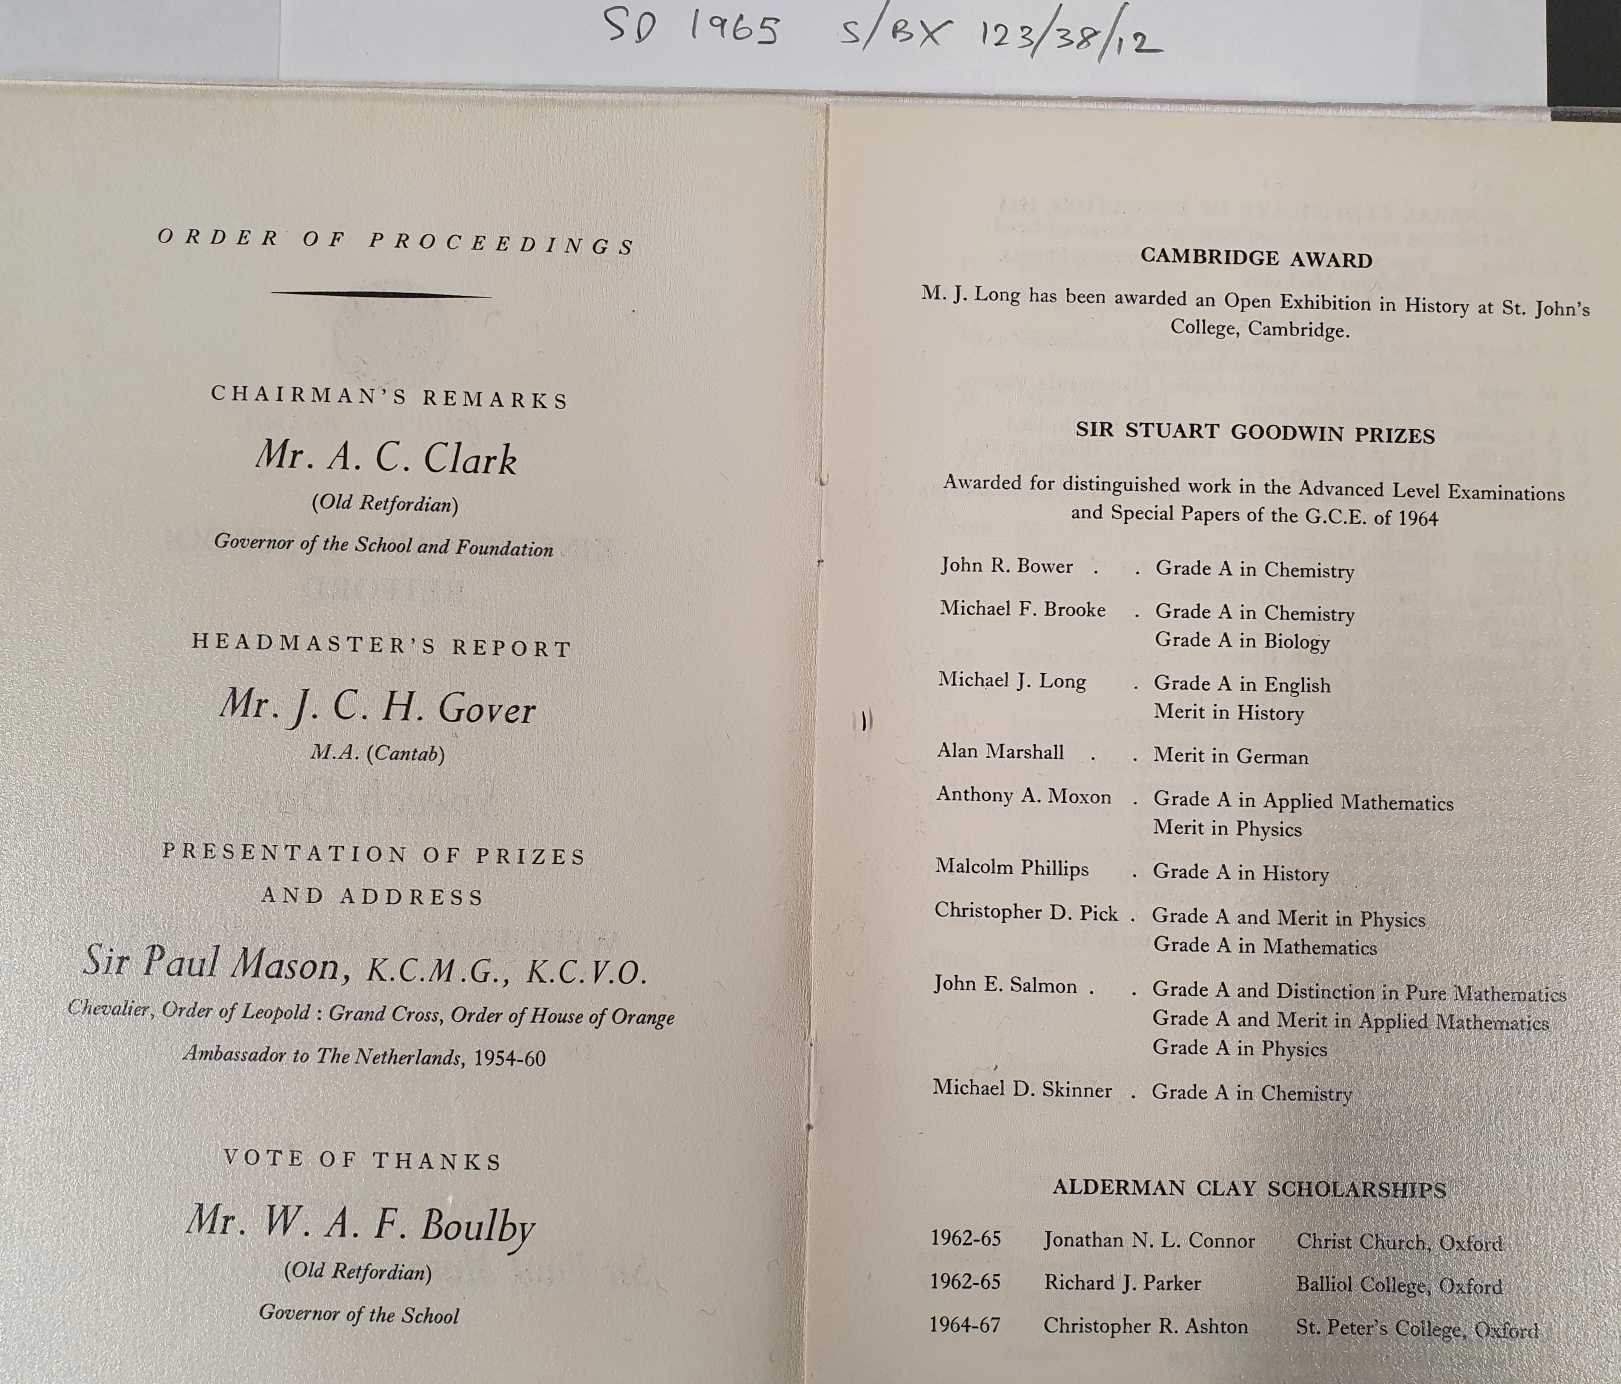 SD 1965 S/BX 123/38/12
ORDER OF PROCEEDINGS
CHAIRMAN'S REMARKS
Mr. A. C. Clark
(Old Retfordian)
Governor of the School and Foundation
HEADMASTER'S REPORT
Mr. J. C. H. Gover
M.A. (Cantab)
PRESENTATION OF PRIZES
AND ADDRESS
Sir Paul Mason, K.C.M.G., K.C.V.O.
Chevalier, Order of Leopold : Grand Cross, Order of House of Orange
Ambassador to The Netherlands, 1954-60
VOTE OF THANKS
Mr. W. A. F. Boulby
(Old Retfordian)
Governor of the School
CAMBRIDGE AWARD
M. J. Long has been awarded an Open Exhibition in History at St. John's
College, Cambridge.
SIR STUART GOODWIN PRIZES
Awarded for distinguished work in the Advanced Level Examinations
and Special Papers of the G.C.E. of 1964
John R. Bower . . Grade A in Chemistry
Michael F. Brooke . Grade A in Chemistry
Grade A in Biology
Michael J. Long . Grade A in English
Merit in History
Alan Marshall . . Merit in German
Anthony A. Moxon . Grade A in Applied Mathematics
Merit in Physics
Malcolm Phillips . Grade A in History
Christopher D. Pick . Grade A and Merit in Physics
Grade A in Mathematics
John E. Salmon . . Grade A and Distinction in Pure Mathematics
Grade A and Merit in Applied Mathematics
Grade A in Physics
Michael D. Skinner . Grade A in Chemistry
ALDERMAN CLAY SCHOLARSHIPS
1962-65 Jonathan N. L. Connor Christ Church, Oxford
1962-65 Richard J. Parker Balliol College, Oxford
1964-67 Christopher R. Ashton St. Peter's College, Oxford